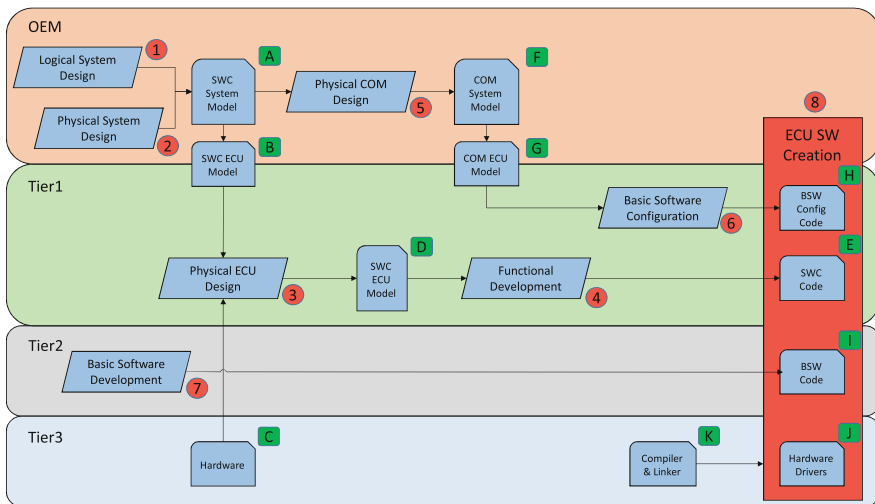 OEM
1
A
F
Logical System
Design
SWC
System
Model
Physical COM
Design
COM
System
Model
5
8
Physical System
Design
2
ECU SW
Creation
SWC ECU
Model
B
COM ECU
Model
G
Tier1
H
Basic Software
Configuration
6
BSW
Config
Code
D
E
Physical ECU
Design
3
SWC
ECU
Model
Functional
Development
4
SWC
Code
Tier2
I
Basic Software
Development
7
BSW
Code
Tier3
C
K
J
Hardware
Compiler
& Linker
Hardware
Drivers